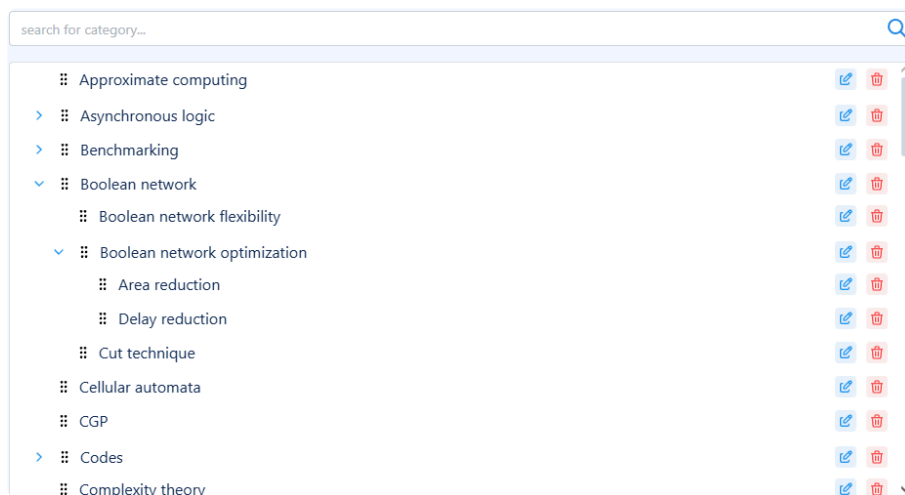 search for category...
Approximate computing
Asynchronous logic
Benchmarking
Boolean network
Boolean network flexibility
Boolean network optimization
Area reduction
Delay reduction
Cut technique
Cellular automata
CGP
Codes
Complexity theory